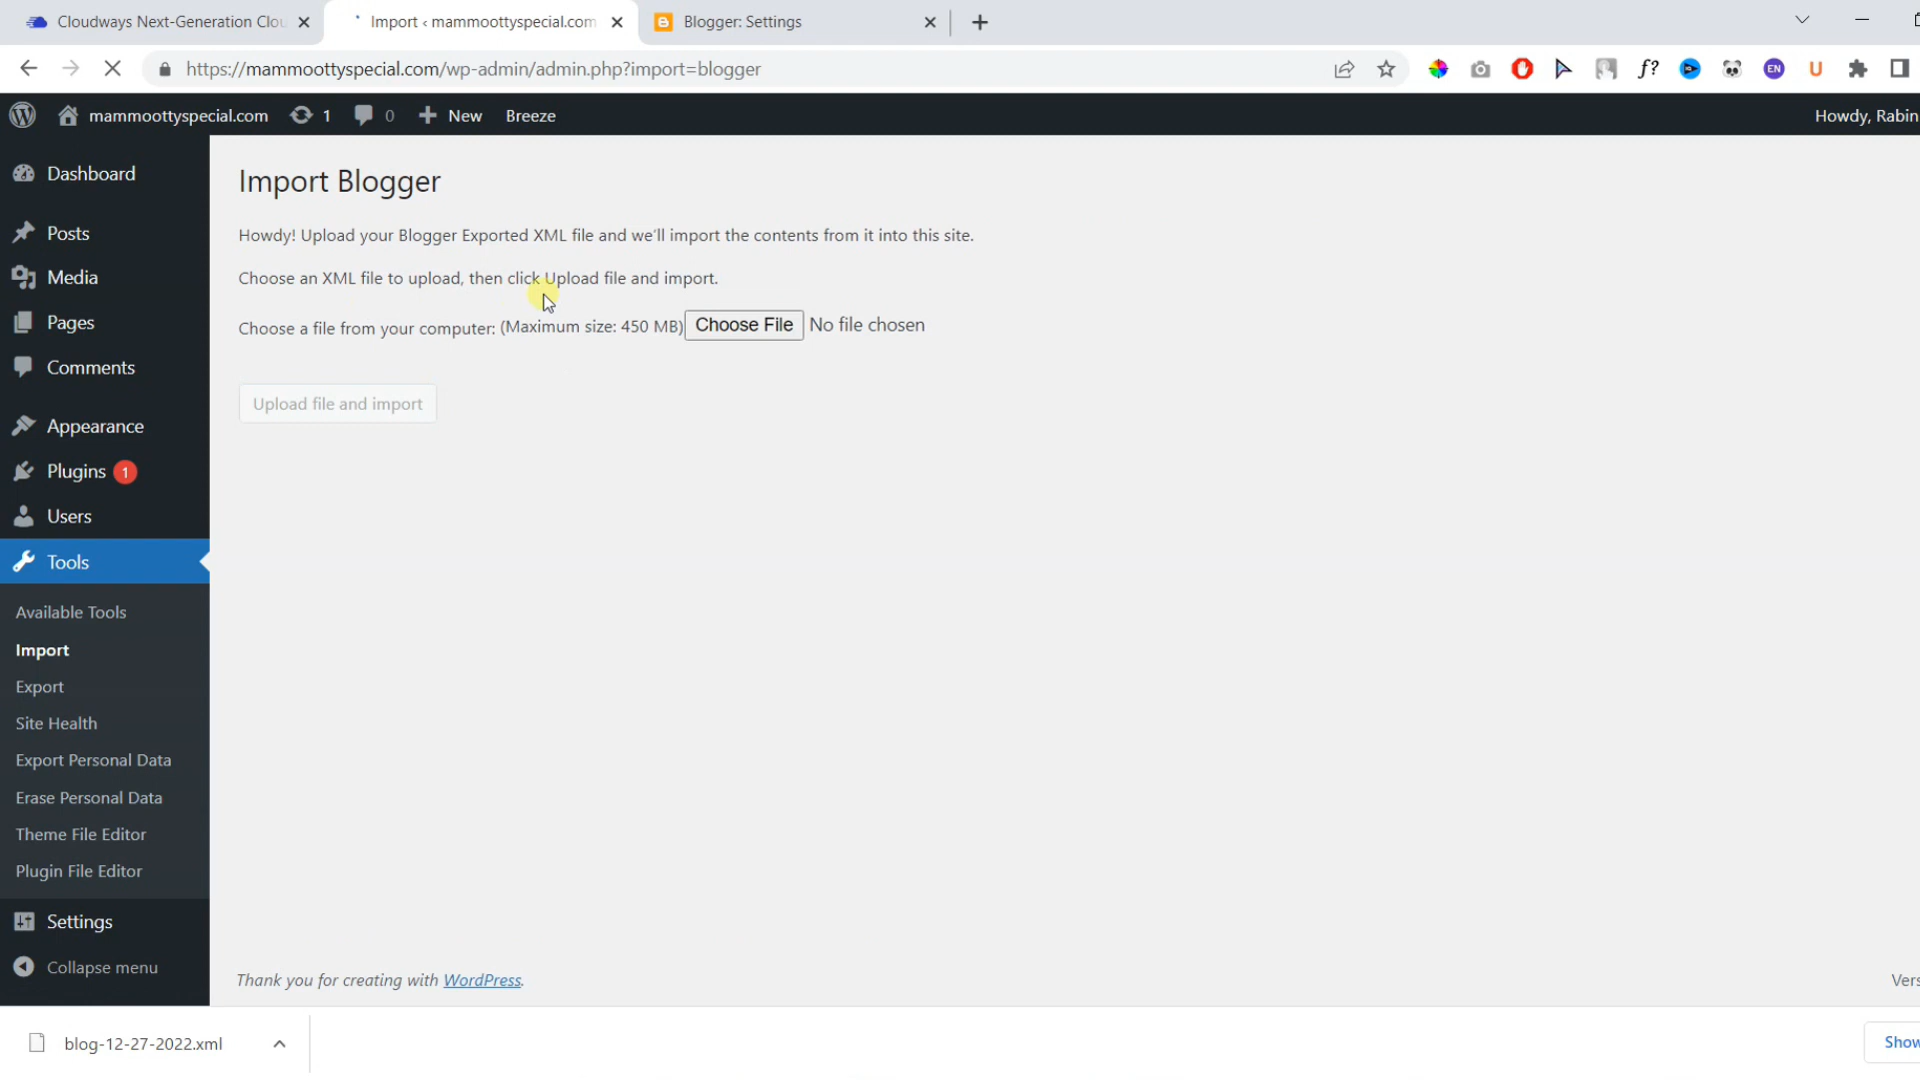 Cloudways Next-Generation Clou
Import ‹ mammoottyspecial.com
Blogger: Settings
https://mammoottyspecial.com/wp-admin/admin.php?import=blogger
f?
EN
U
mammoottyspecial.com
1
0
New
Breeze
Howdy, Rabin
Dashboard
Posts
Media
Pages
Comments
Appearance
Plugins 1
Users
Tools
Available Tools
Import
Export
Site Health
Export Personal Data
Erase Personal Data
Theme File Editor
Plugin File Editor
Settings
Collapse menu
Import Blogger
Howdy! Upload your Blogger Exported XML file and we'll import the contents from it into this site.
Choose an XML file to upload, then click Upload file and import.
Choose a file from your computer: (Maximum size: 450 MB) Choose File No file chosen
Upload file and import
Thank you for creating with WordPress.
Vers
blog-12-27-2022.xml
Show